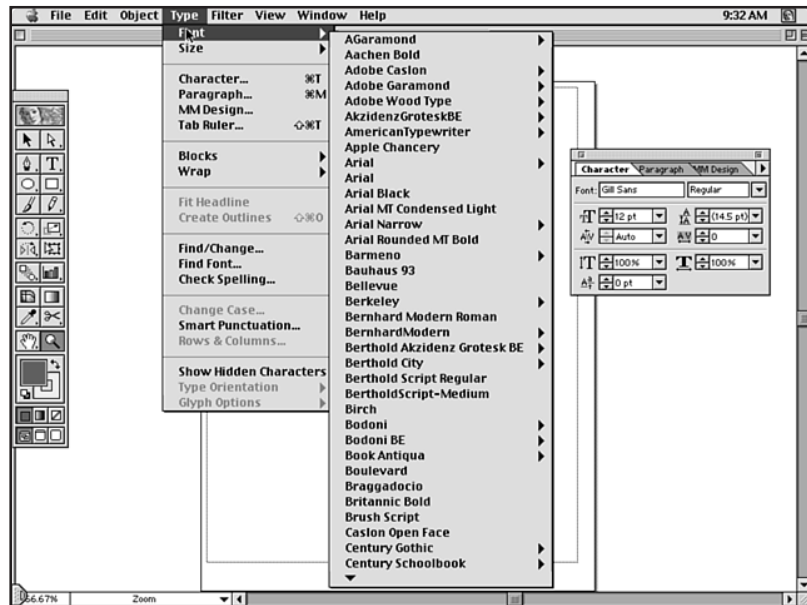 File Edit Object Type Filter View Window Help 9:32 AM
Font
Size
Character... ⌘T
Paragraph... ⌘M
MM Design...
Tab Ruler... ⇧⌘T
Blocks
Wrap
Fit Headline
Create Outlines ⇧⌘O
Find/Change...
Find Font...
Check Spelling...
Change Case...
Smart Punctuation...
Rows & Columns...
Show Hidden Characters
Type Orientation
Glyph Options
AGaramond
Aachen Bold
Adobe Caslon
Adobe Garamond
Adobe Wood Type
AkzidenzGroteskBE
AmericanTypewriter
Apple Chancery
Arial
Arial
Arial Black
Arial MT Condensed Light
Arial Narrow
Arial Rounded MT Bold
Barmeno
Bauhaus 93
Bellevue
Berkeley
Bernhard Modern Roman
BernhardModern
Berthold Akzidenz Grotesk BE
Berthold City
Berthold Script Regular
BertholdScript-Medium
Birch
Bodoni
Bodoni BE
Book Antiqua
Boulevard
Braggadocio
Britannic Bold
Brush Script
Caslon Open Face
Century Gothic
Century Schoolbook
Character Paragraph MM Design
Font: Gill Sans Regular
12 pt (14.5 pt)
Auto 0
100% 100%
0 pt
66.67% Zoom